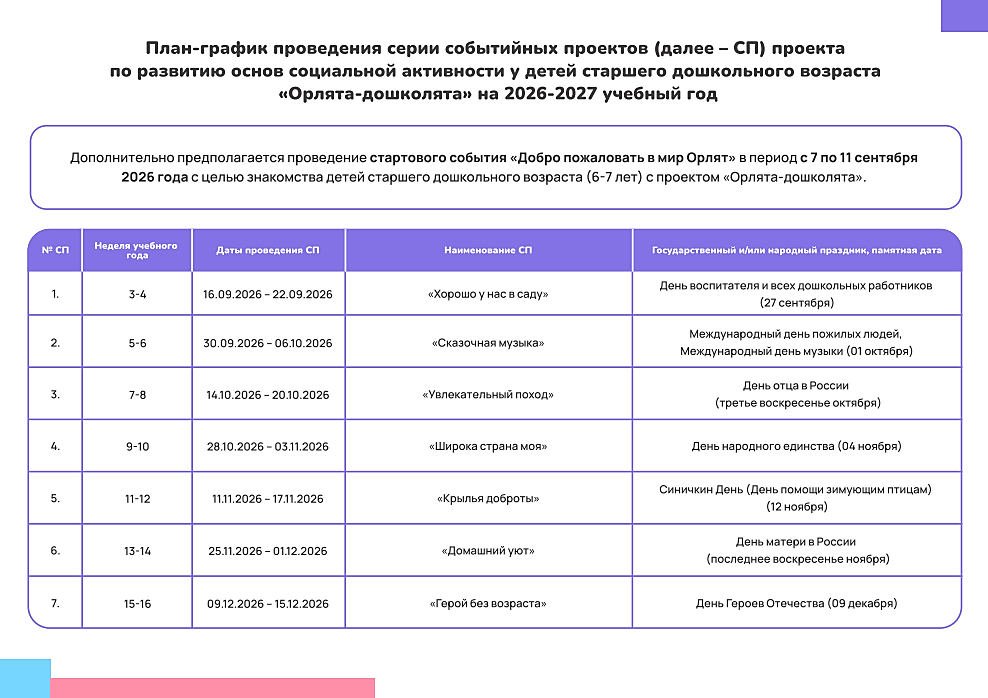 План-график проведения серии событийных проектов (далее – СП) проекта
по развитию основ социальной активности у детей старшего дошкольного возраста
«Орлята-дошколята» на 2026-2027 учебный год
Дополнительно предполагается проведение стартового события «Добро пожаловать в мир Орлят» в период с 7 по 11 сентября
2026 года с целью знакомства детей старшего дошкольного возраста (6-7 лет) с проектом «Орлята-дошколята».
№ СП
Неделя учебного
года
Даты проведения СП
Наименование СП
Государственный и/или народный праздник, памятная дата
1.
3-4
16.09.2026 – 22.09.2026
«Хорошо у нас в саду»
День воспитателя и всех дошкольных работников
(27 сентября)
2.
5-6
30.09.2026 – 06.10.2026
«Сказочная музыка»
Международный день пожилых людей,
Международный день музыки (01 октября)
3.
7-8
14.10.2026 – 20.10.2026
«Увлекательный поход»
День отца в России
(третье воскресенье октября)
4.
9-10
28.10.2026 – 03.11.2026
«Широка страна моя»
День народного единства (04 ноября)
5.
11-12
11.11.2026 – 17.11.2026
«Крылья доброты»
Синичкин День (День помощи зимующим птицам)
(12 ноября)
6.
13-14
25.11.2026 – 01.12.2026
«Домашний уют»
День матери в России
(последнее воскресенье ноября)
7.
15-16
09.12.2026 – 15.12.2026
«Герой без возраста»
День Героев Отечества (09 декабря)